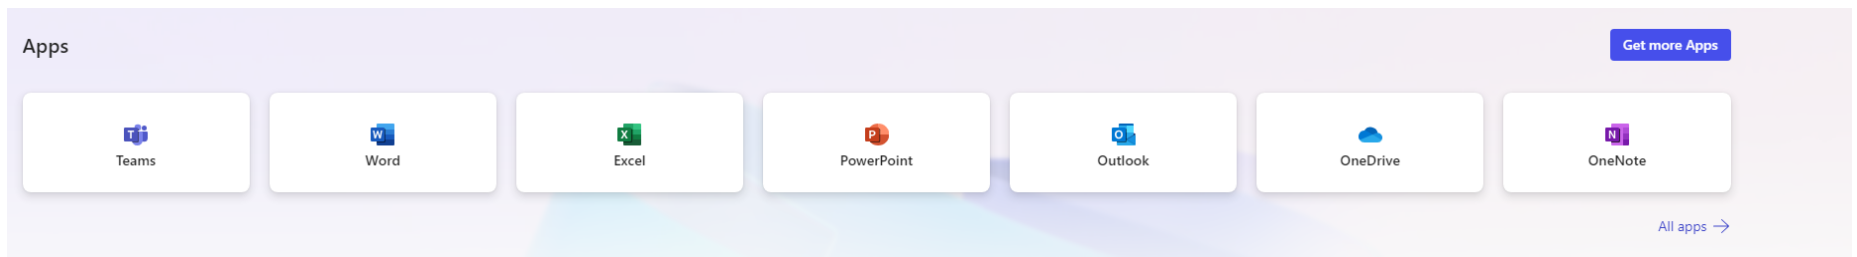 Apps
Get more Apps
T
Teams
W
Word
X
Excel
P
PowerPoint
O
Outlook
OneDrive
N
OneNote
All apps